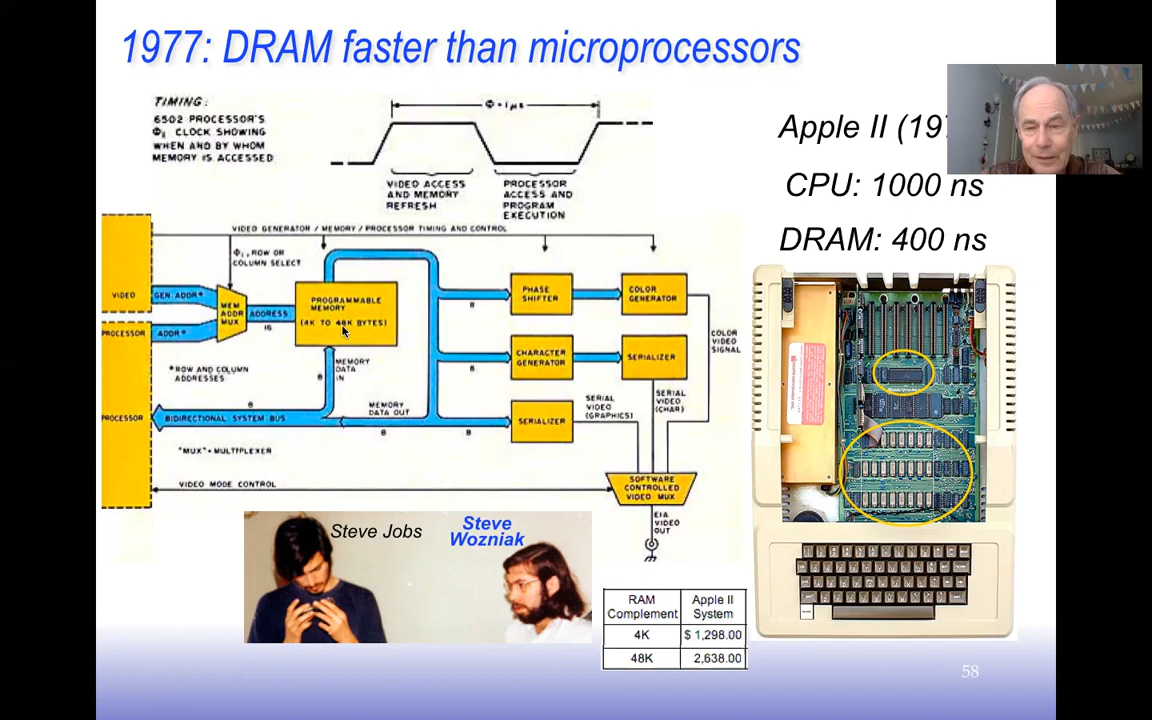 1977: DRAM faster than microprocessors
TIMING:
6502 PROCESSOR'S
CLOCK SHOWING
WHEN AND BY WHOM
MEMORY IS ACCESSED
Φ = 1 μs
VIDEO ACCESS
AND MEMORY
REFRESH
PROCESSOR
ACCESS AND
PROGRAM
EXECUTION
Apple II (197
CPU: 1000 ns
DRAM: 400 ns
VIDEO GENERATOR / MEMORY / PROCESSOR TIMING AND CONTROL
ROW OR
COLUMN SELECT
VIDEO
GEN. ADDR*
MEM
ADDR
MUX
ADDRESS
16
PROGRAMMABLE
MEMORY
(4K TO 48K BYTES)
8
PHASE
SHIFTER
COLOR
GENERATOR
PROCESSOR
ADDR*
COLOR
VIDEO
SIGNAL
*ROW AND COLUMN
ADDRESSES
8
MEMORY
DATA
IN
8
CHARACTER
GENERATOR
SERIALIZER
PROCESSOR
8
BIDIRECTIONAL SYSTEM BUS
MEMORY
DATA OUT
8
8
SERIALIZER
SERIAL
VIDEO
(GRAPHICS)
SERIAL
VIDEO
(CHAR)
"MUX" = MULTIPLEXER
VIDEO MODE CONTROL
SOFTWARE
CONTROLLED
VIDEO MUX
EIA
VIDEO
OUT
Steve Jobs
Steve
Wozniak
RAM
Complement
Apple II
System
4K
$ 1,298.00
48K
2,638.00
58